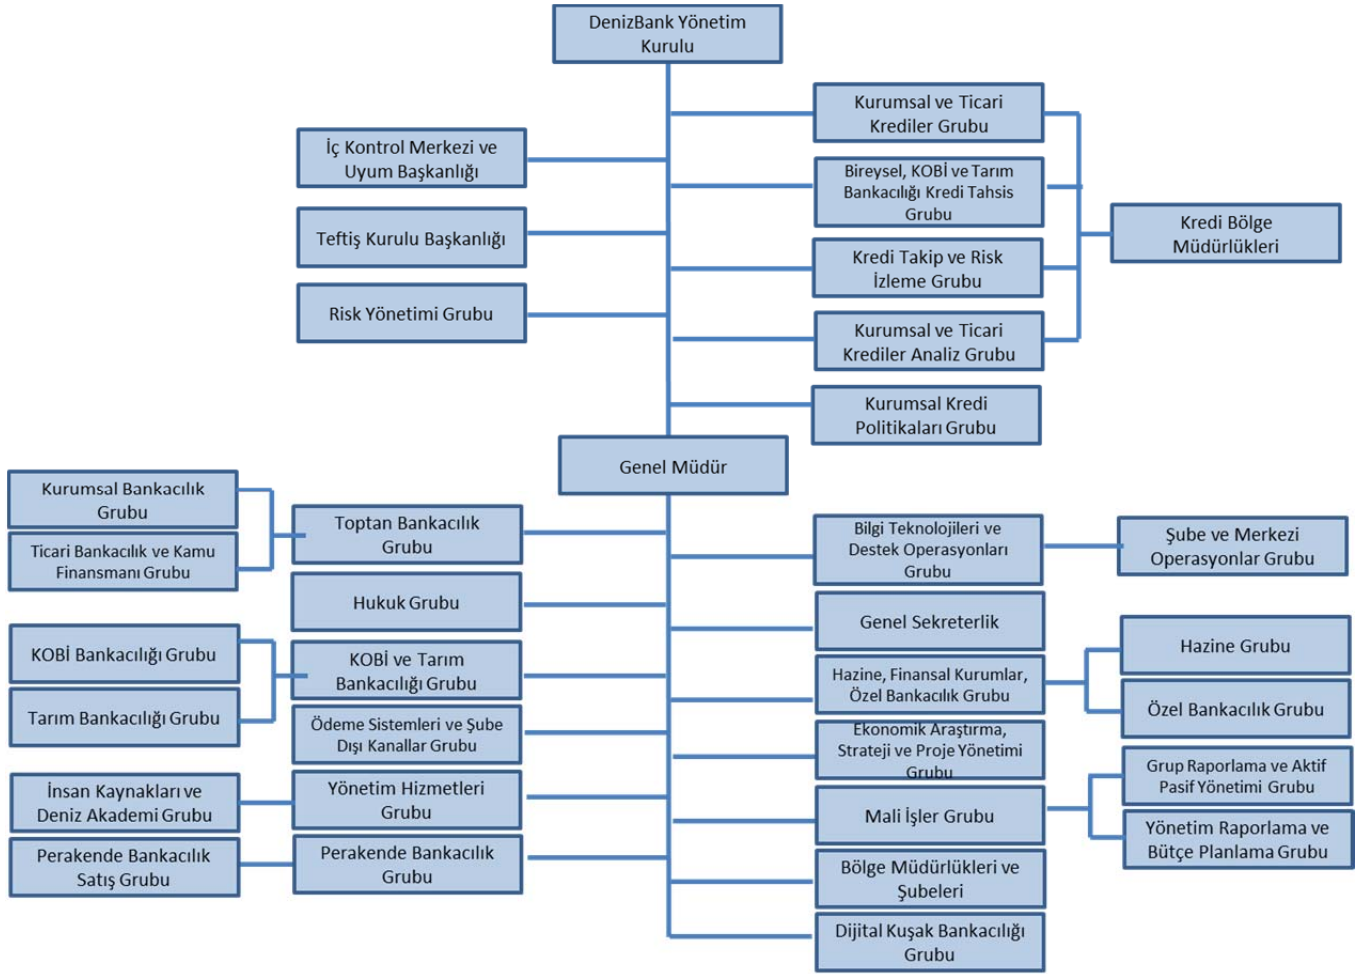 DenizBank Yönetim
Kurulu
Kurumsal ve Ticari
Krediler Grubu
İç Kontrol Merkezi ve
Uyum Başkanlığı
Bireysel, KOBİ ve Tarım
Bankacılığı Kredi Tahsis
Grubu
Teftiş Kurulu Başkanlığı
Kredi Bölge
Müdürlükleri
Kredi Takip ve Risk
İzleme Grubu
Risk Yönetimi Grubu
Kurumsal ve Ticari
Krediler Analiz Grubu
Kurumsal Kredi
Politikaları Grubu
Genel Müdür
Kurumsal Bankacılık
Grubu
Toptan Bankacılık
Grubu
Ticari Bankacılık ve Kamu
Finansmanı Grubu
Bilgi Teknolojileri ve
Destek Operasyonları
Grubu
Şube ve Merkezi
Operasyonlar Grubu
Hukuk Grubu
Genel Sekreterlik
KOBİ Bankacılığı Grubu
KOBİ ve Tarım
Bankacılığı Grubu
Tarım Bankacılığı Grubu
Hazine, Finansal Kurumlar,
Özel Bankacılık Grubu
Hazine Grubu
Özel Bankacılık Grubu
Ödeme Sistemleri ve Şube
Dışı Kanallar Grubu
Ekonomik Araştırma,
Strateji ve Proje Yönetimi
Grubu
İnsan Kaynakları ve
Deniz Akademi Grubu
Yönetim Hizmetleri
Grubu
Mali İşler Grubu
Grup Raporlama ve Aktif
Pasif Yönetimi Grubu
Yönetim Raporlama ve
Bütçe Planlama Grubu
Perakende Bankacılık
Satış Grubu
Perakende Bankacılık
Grubu
Bölge Müdürlükleri ve
Şubeleri
Dijital Kuşak Bankacılığı
Grubu